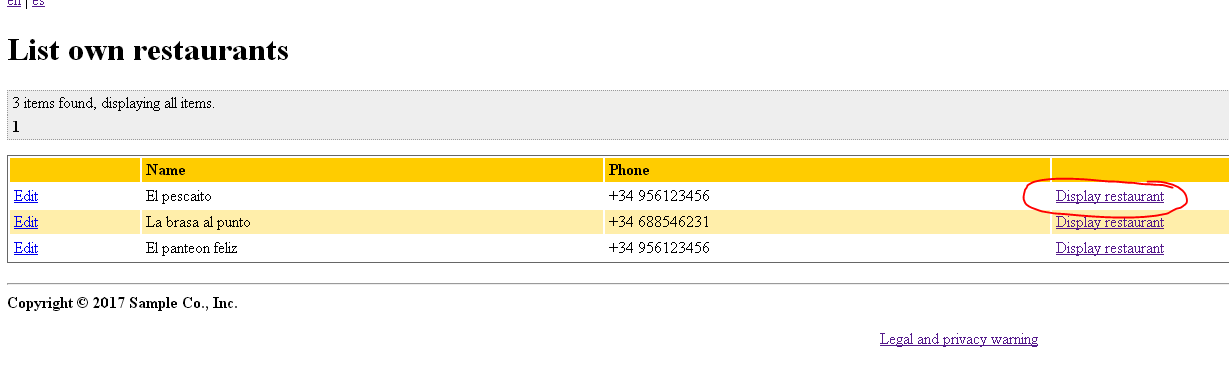 en | es
List own restaurants
3 items found, displaying all items.
1
Name Phone
Edit El pescaito +34 956123456 Display restaurant
Edit La brasa al punto +34 688546231 Display restaurant
Edit El panteon feliz +34 956123456 Display restaurant
Copyright © 2017 Sample Co., Inc.
Legal and privacy warning